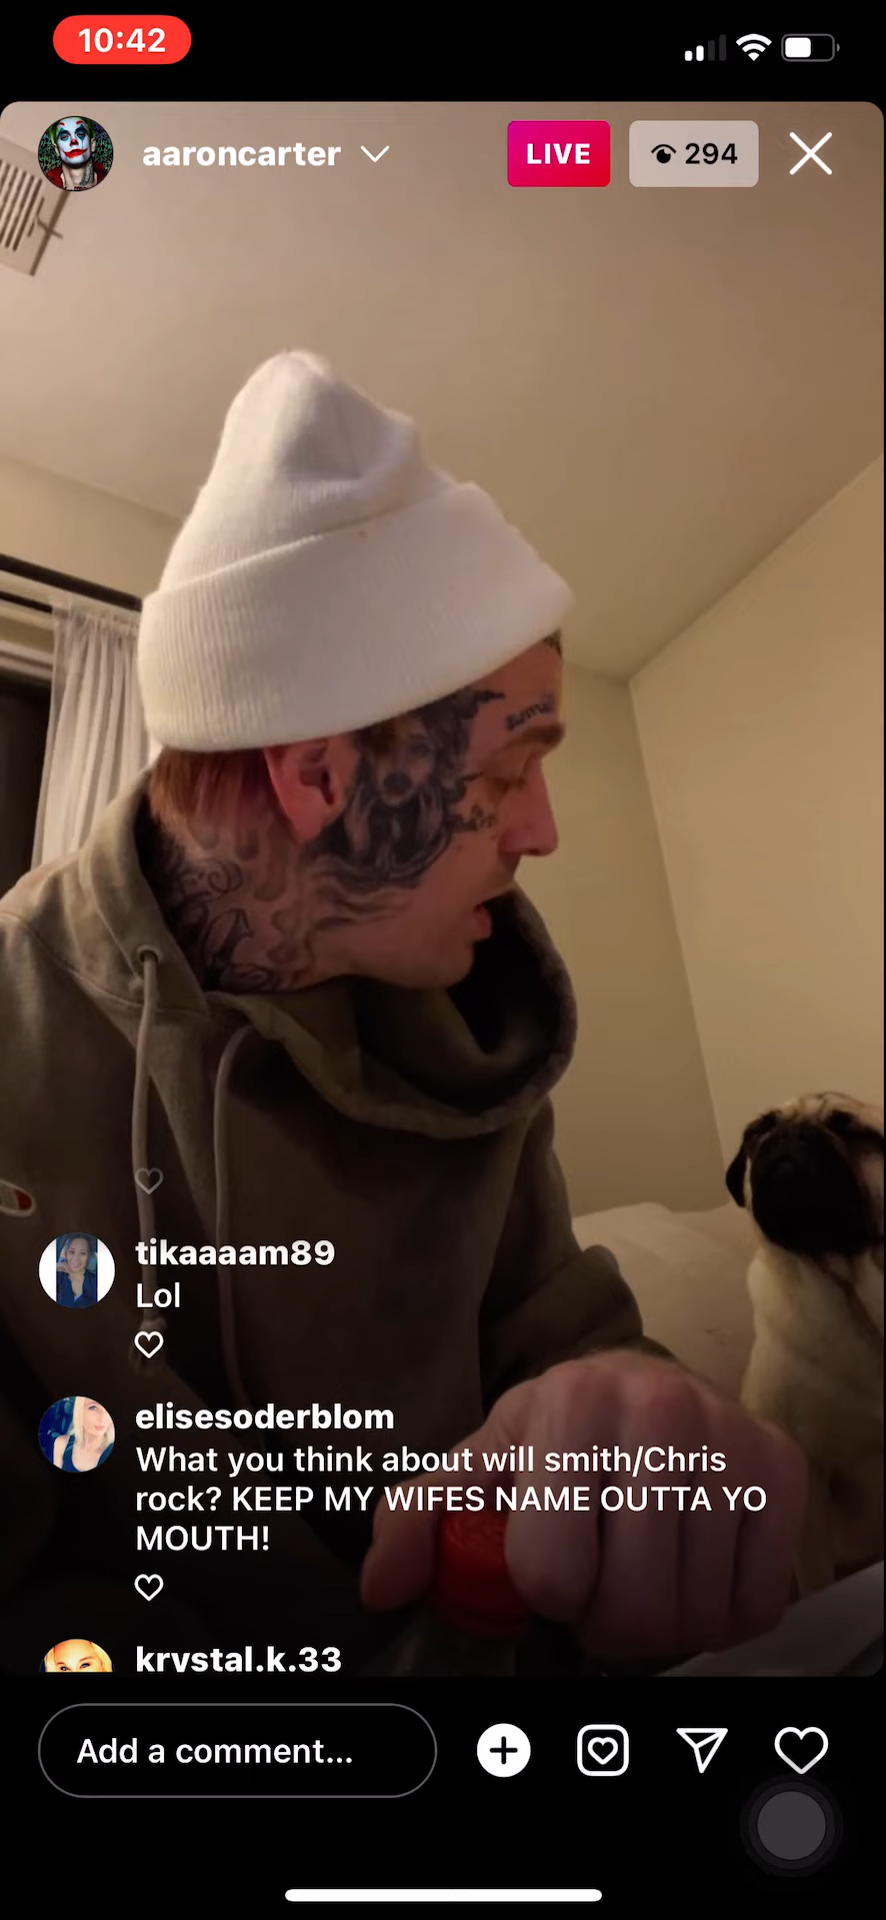 10:42
aaroncarter
LIVE
294
tikaaaam89
Lol
elisesoderblom
What you think about will smith/Chris
rock? KEEP MY WIFES NAME OUTTA YO
MOUTH!
krystal.k.33
Add a comment...